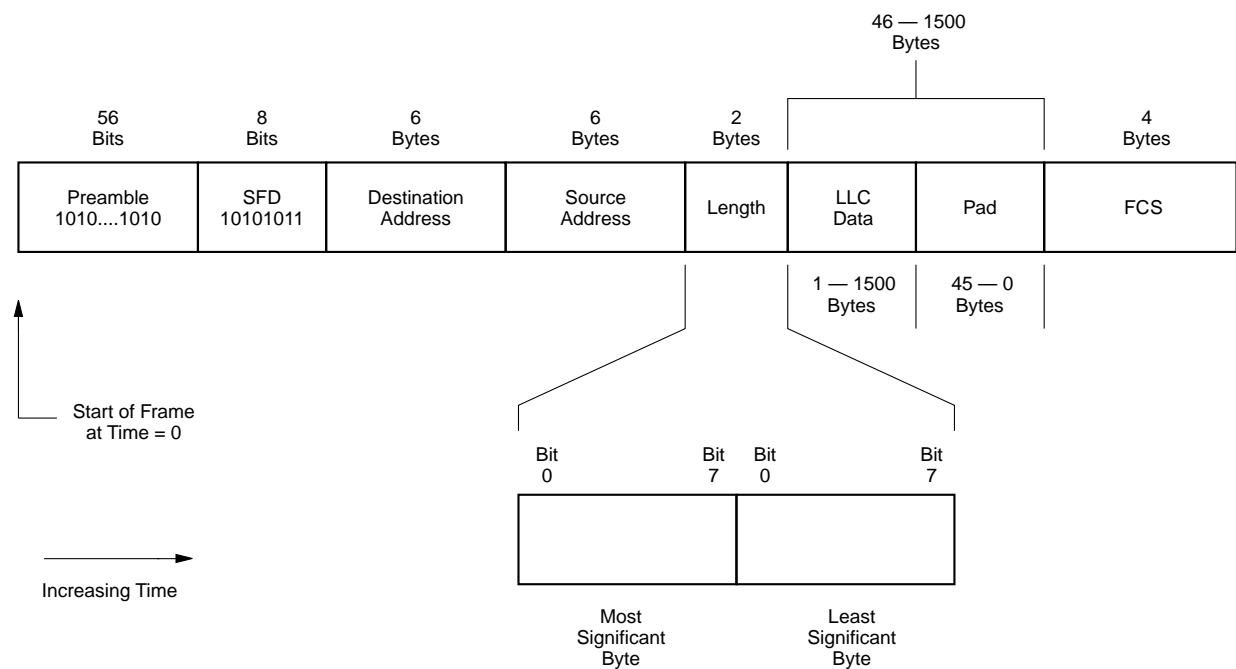 46 — 1500
Bytes
56
Bits
8
Bits
6
Bytes
6
Bytes
2
Bytes
4
Bytes
Preamble
1010....1010
SFD
10101011
Destination
Address
Source
Address
Length
LLC
Data
Pad
FCS
1 — 1500
Bytes
45 — 0
Bytes
Start of Frame
at Time = 0
Bit
0
Bit
7
Bit
0
Bit
7
Increasing Time
Most
Significant
Byte
Least
Significant
Byte